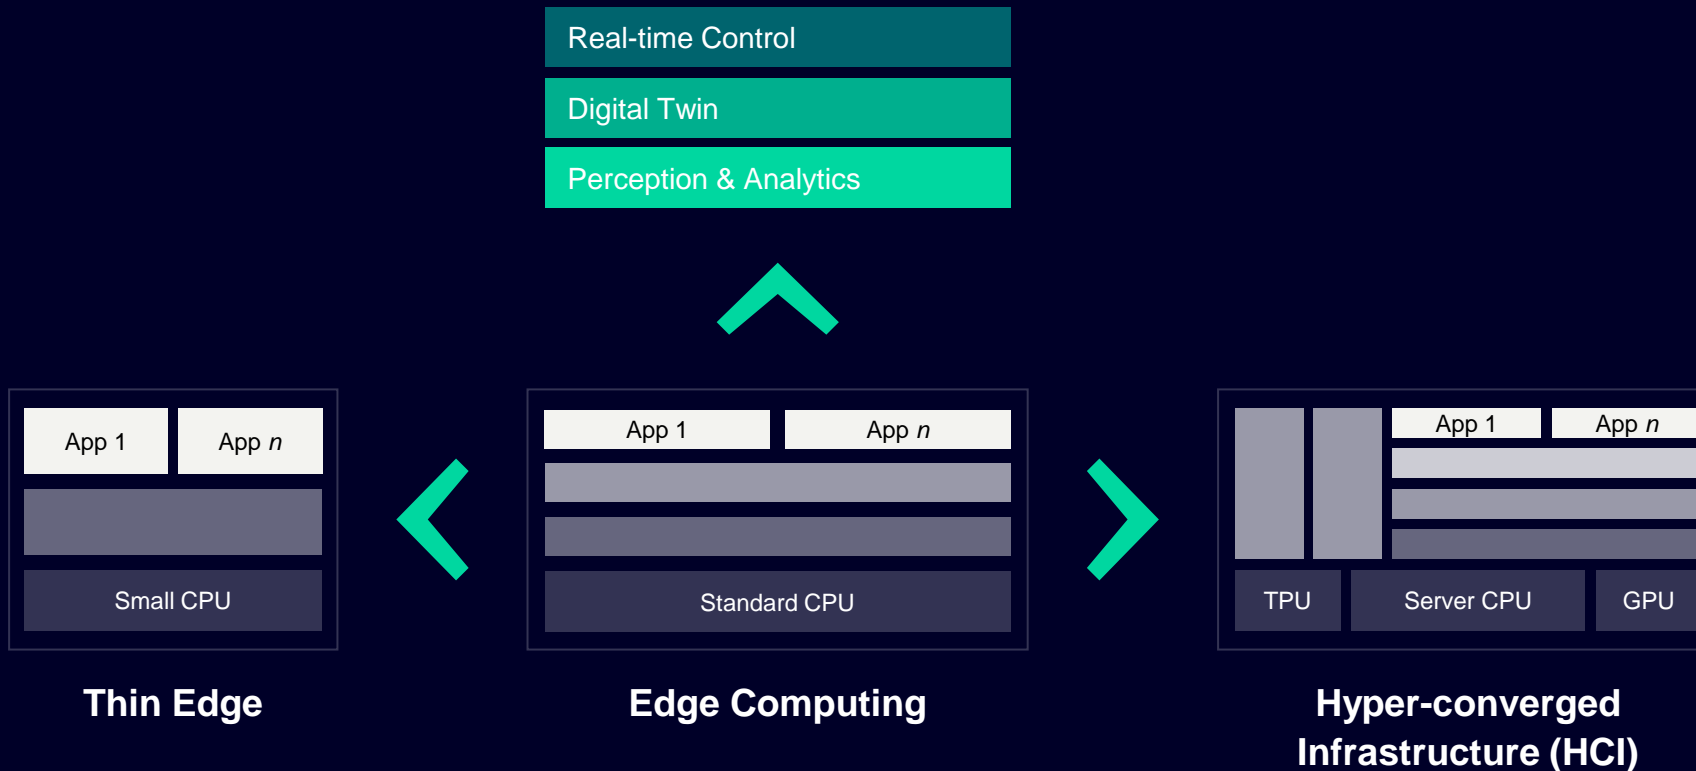 Real-time Control
Digital Twin
Perception & Analytics
App 1
App n
Small CPU
Thin Edge
App 1
App n
Standard CPU
Edge Computing
App 1
App n
TPU
Server CPU
GPU
Hyper-converged
Infrastructure (HCI)